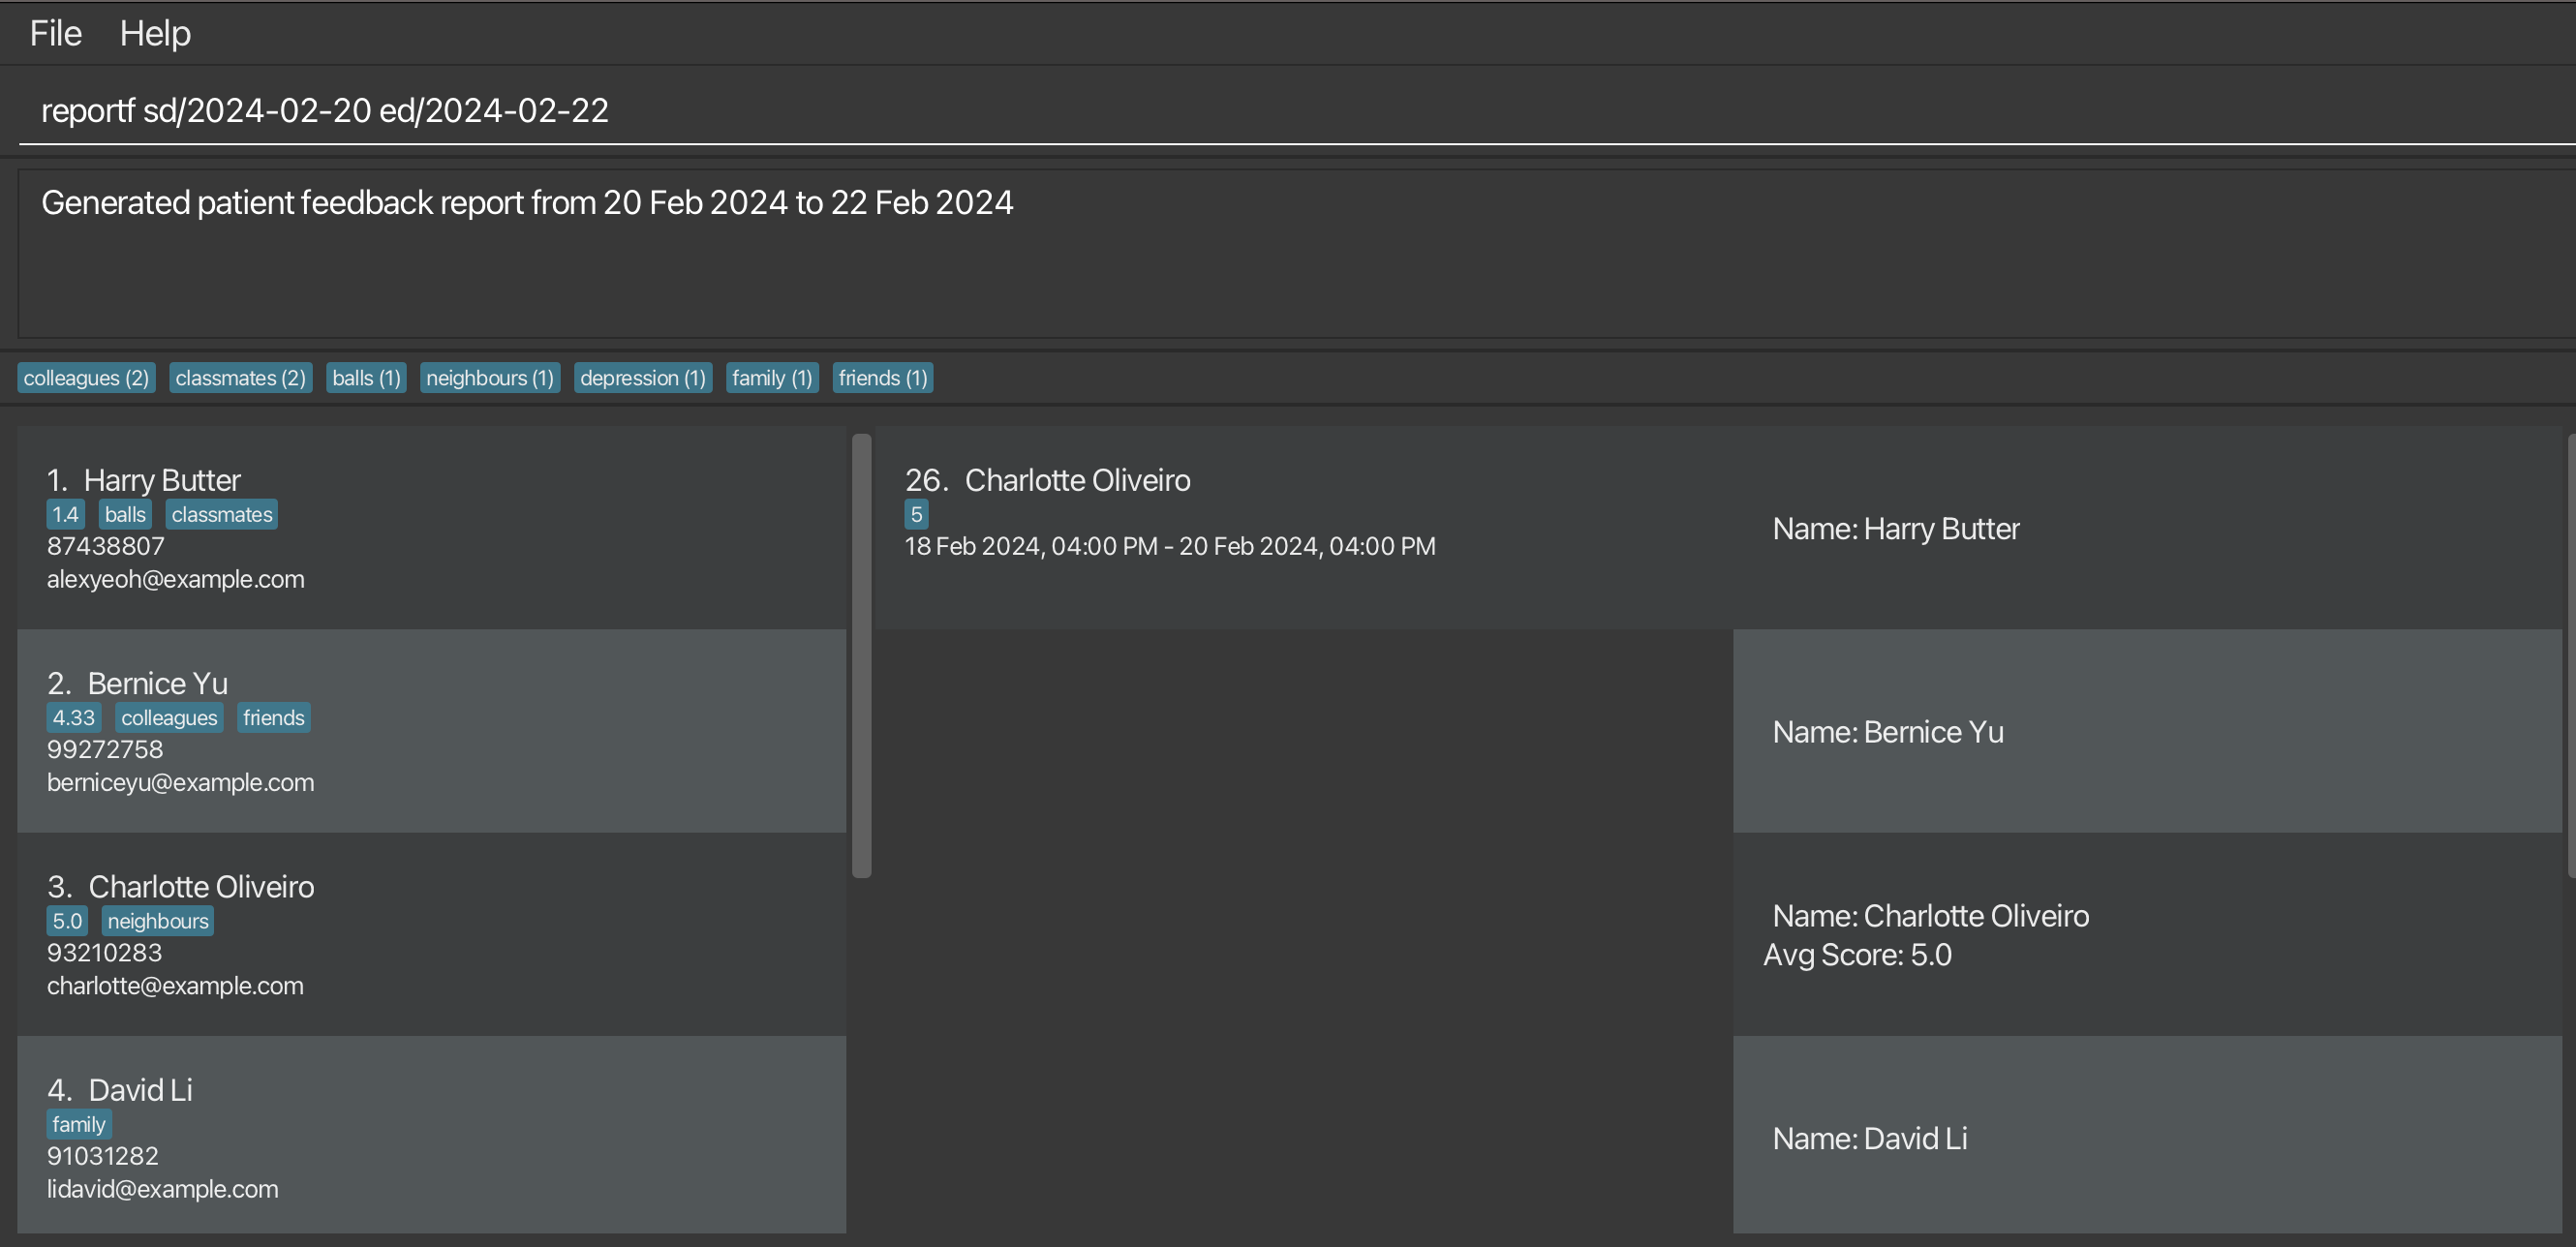 File Help
reportf sd/2024-02-20 ed/2024-02-22
Generated patient feedback report from 20 Feb 2024 to 22 Feb 2024
colleagues (2) classmates (2) balls (1) neighbours (1) depression (1) family (1) friends (1)
1. Harry Butter
1.4 balls classmates
87438807
alexyeoh@example.com
2. Bernice Yu
4.33 colleagues friends
99272758
berniceyu@example.com
3. Charlotte Oliveiro
5.0 neighbours
93210283
charlotte@example.com
4. David Li
family
91031282
lidavid@example.com
26. Charlotte Oliveiro
5
18 Feb 2024, 04:00 PM - 20 Feb 2024, 04:00 PM
Name: Harry Butter
Name: Bernice Yu
Name: Charlotte Oliveiro
Avg Score: 5.0
Name: David Li